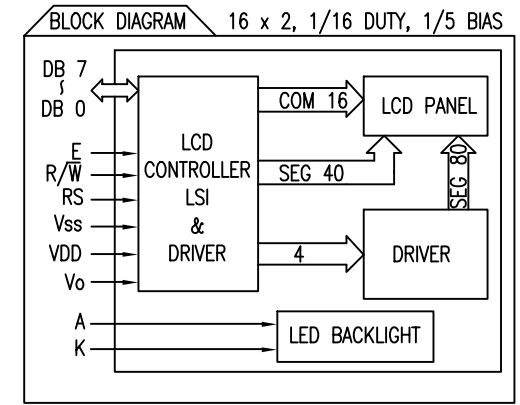 BLOCK DIAGRAM 16 x 2, 1/16 DUTY, 1/5 BIAS
DB 7
~
DB 0
E
R/W̅
RS
Vss
VDD
Vo
A
K
LCD
CONTROLLER
LSI
&
DRIVER
COM 16
SEG 40
4
LCD PANEL
SEG 80
DRIVER
LED BACKLIGHT